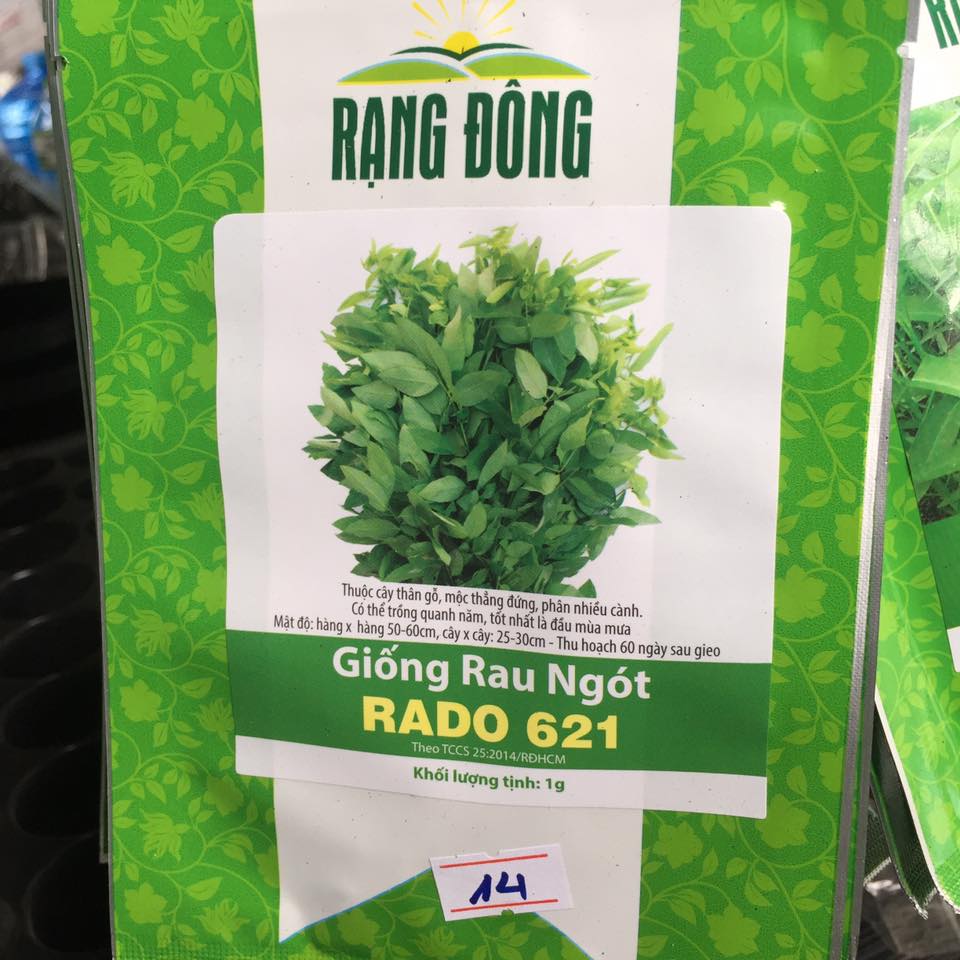 RẠNG ĐÔNG
Thuộc cây thân gỗ, mộc thẳng đứng, phân nhiều cành.
Có thể trồng quanh năm, tốt nhất là đầu mùa mưa
Mật độ: hàng x hàng 50-60cm, cây x cây: 25-30cm - Thu hoạch 60 ngày sau gieo
Giống Rau Ngót
RADO 621
Theo TCCS 25:2014/RĐHCM
Khối lượng tịnh: 1g
14